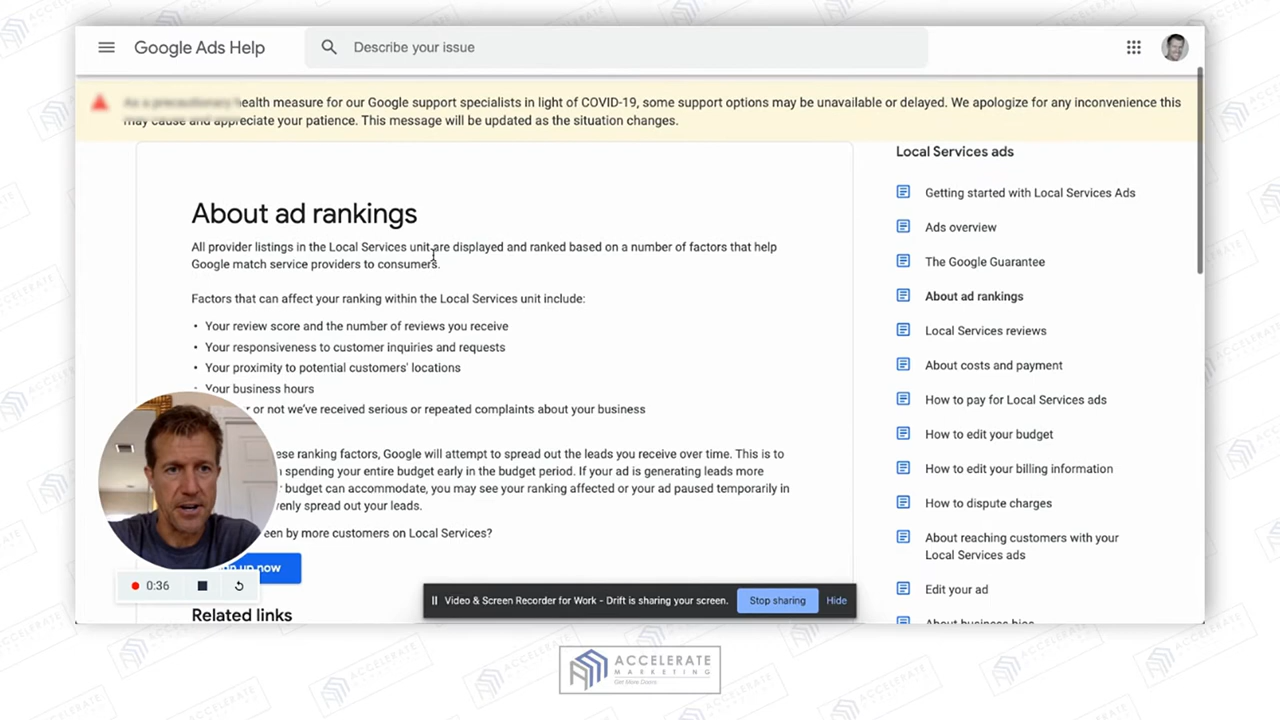 Google Ads Help
Describe your issue
ealth measure for our Google support specialists in light of COVID-19, some support options may be unavailable or delayed. We apologize for any inconvenience this
may cause and appreciate your patience. This message will be updated as the situation changes.
About ad rankings
All provider listings in the Local Services unit are displayed and ranked based on a number of factors that help
Google match service providers to consumers.
Factors that can affect your ranking within the Local Services unit include:
• Your review score and the number of reviews you receive
• Your responsiveness to customer inquiries and requests
• Your proximity to potential customers' locations
• Your business hours
or not we've received serious or repeated complaints about your business
ese ranking factors, Google will attempt to spread out the leads you receive over time. This is to
spending your entire budget early in the budget period. If your ad is generating leads more
budget can accommodate, you may see your ranking affected or your ad paused temporarily in
venly spread out your leads.
een by more customers on Local Services?
up now
Related links
Local Services ads
Getting started with Local Services Ads
Ads overview
The Google Guarantee
About ad rankings
Local Services reviews
About costs and payment
How to pay for Local Services ads
How to edit your budget
How to edit your billing information
How to dispute charges
About reaching customers with your
Local Services ads
Edit your ad
About business bios
0:36
Video & Screen Recorder for Work - Drift is sharing your screen.
Stop sharing
Hide
ACCELERATE
MARKETING
Get More Doors